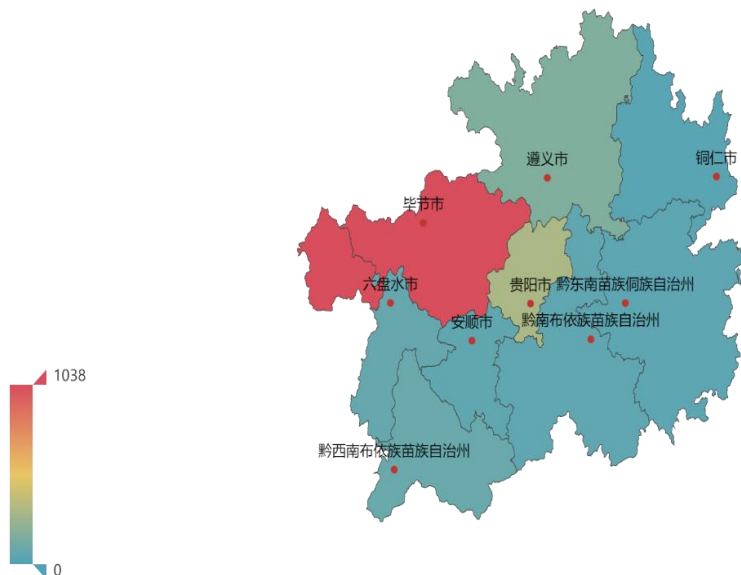 遵义市
铜仁市
毕节市
六盘水市
贵阳市
黔东南苗族侗族自治州
安顺市
黔南布依族苗族自治州
1038
黔西南布依族苗族自治州
0